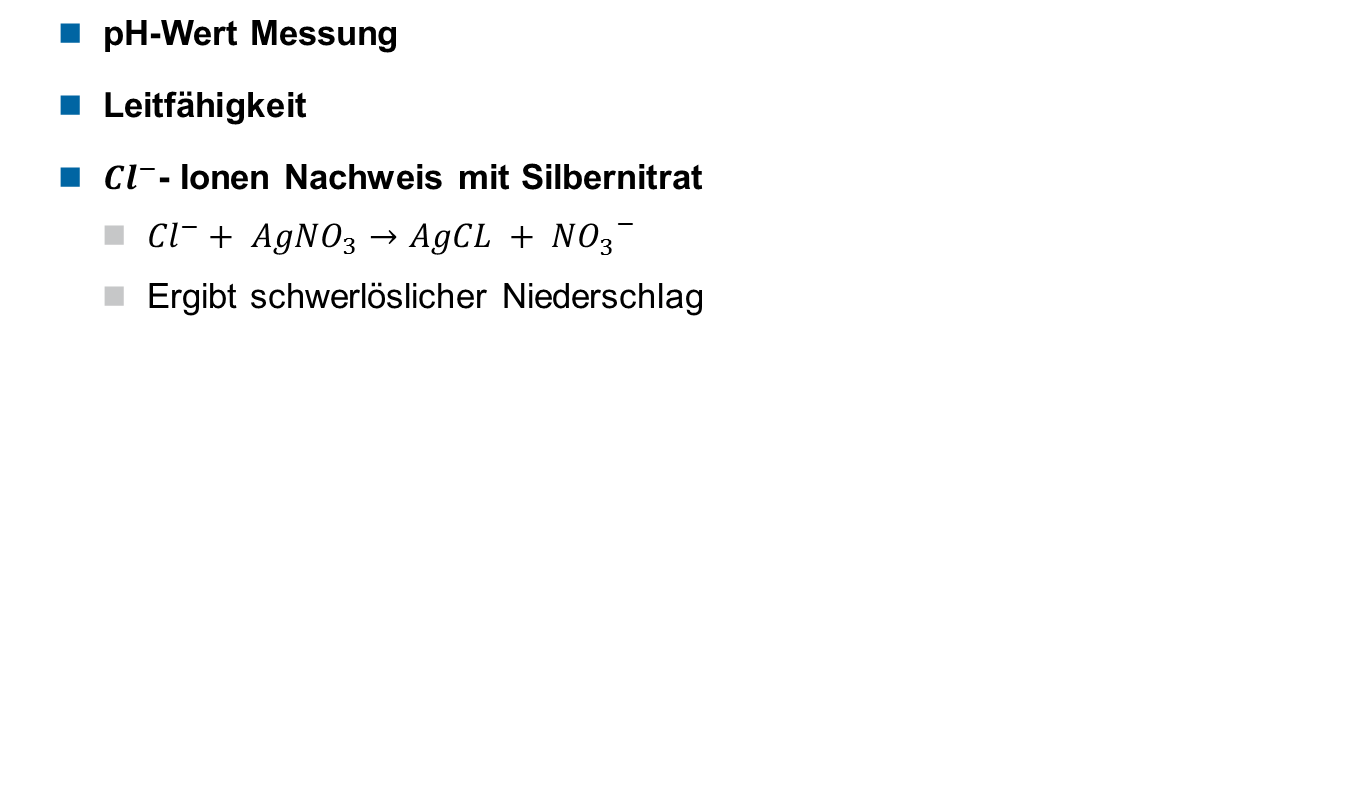 pH-Wert Messung
Leitfähigkeit
Cl⁻- Ionen Nachweis mit Silbernitrat
Cl⁻ + AgNO₃ → AgCL + NO₃⁻
Ergibt schwerlöslicher Niederschlag